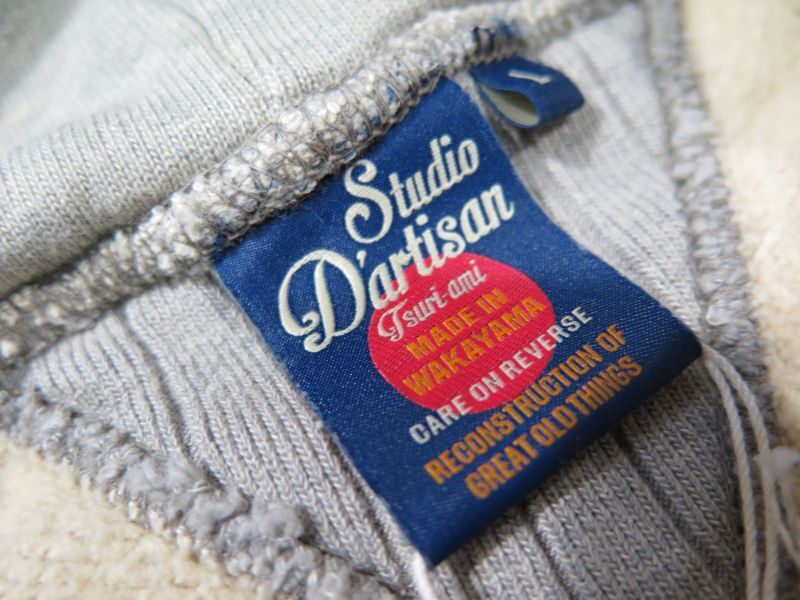 Studio
D'artisan
Tsuri-ami
MADE IN
WAKAYAMA
CARE ON REVERSE
RECONSTRUCTION OF
GREAT OLD THINGS